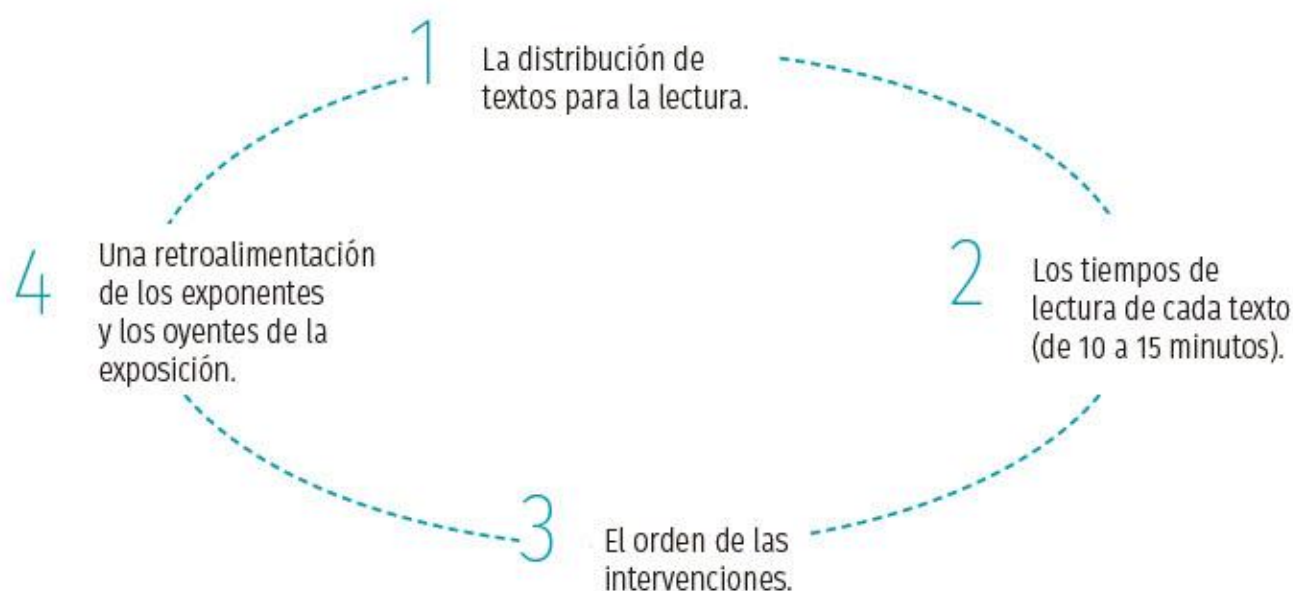 1
La distribución de
textos para la lectura.
2
Los tiempos de
lectura de cada texto
(de 10 a 15 minutos).
3
El orden de las
intervenciones.
4
Una retroalimentación
de los exponentes
y los oyentes de la
exposición.